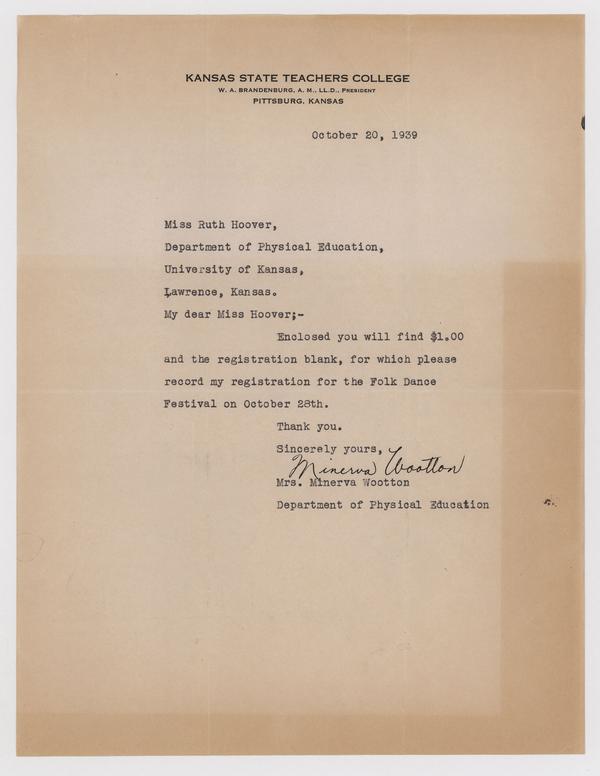 KANSAS STATE TEACHERS COLLEGE
W. A. BRANDENBURG, A. M., LL.D., PRESIDENT
PITTSBURG, KANSAS
October 20, 1939
Miss Ruth Hoover,
Department of Physical Education,
University of Kansas,
Lawrence, Kansas.
My dear Miss Hoover;-
Enclosed you will find $1.00
and the registration blank, for which please
record my registration for the Folk Dance
Festival on October 28th.
Thank you.
Sincerely yours,
Minerva Wootton
Mrs. Minerva Wootton
Department of Physical Education